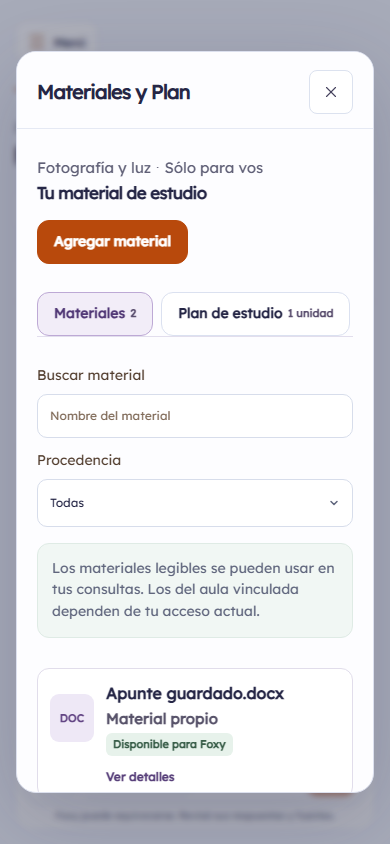 Menú
Materiales y Plan
Fotografía y luz · Sólo para vos
Tu material de estudio
Agregar material
Materiales 2
Plan de estudio 1 unidad
Buscar material
Nombre del material
Procedencia
Todas
Los materiales legibles se pueden usar en
tus consultas. Los del aula vinculada
dependen de tu acceso actual.
DOC
Apunte guardado.docx
Material propio
Disponible para Foxy
Ver detalles